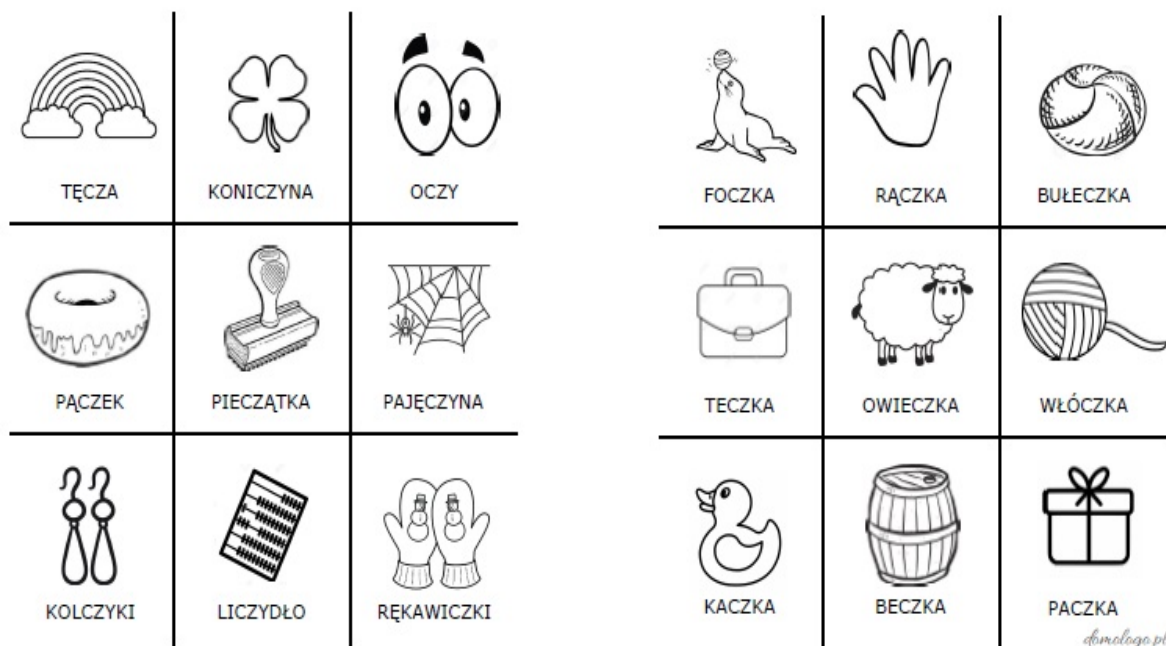 TĘCZA
KONICZYNA
OCZY
PĄCZEK
PIECZĄTKA
PAJĘCZYNA
KOLCZYKI
LICZYDŁO
RĘKAWICZKI
FOCZKA
RĄCZKA
BUŁECZKA
TECZKA
OWIECZKA
WŁÓCZKA
KACZKA
BECZKA
PACZKA
domologo.pl